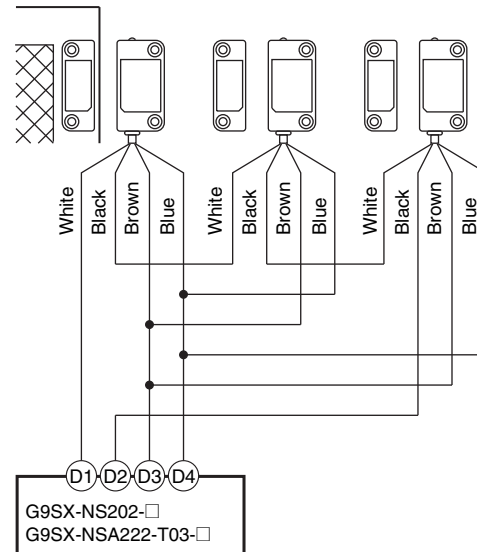 White
Black
Brown
Blue
White
Black
Brown
Blue
White
Black
Brown
Blue
D1 D2 D3 D4
G9SX-NS202-□
G9SX-NSA222-T03-□